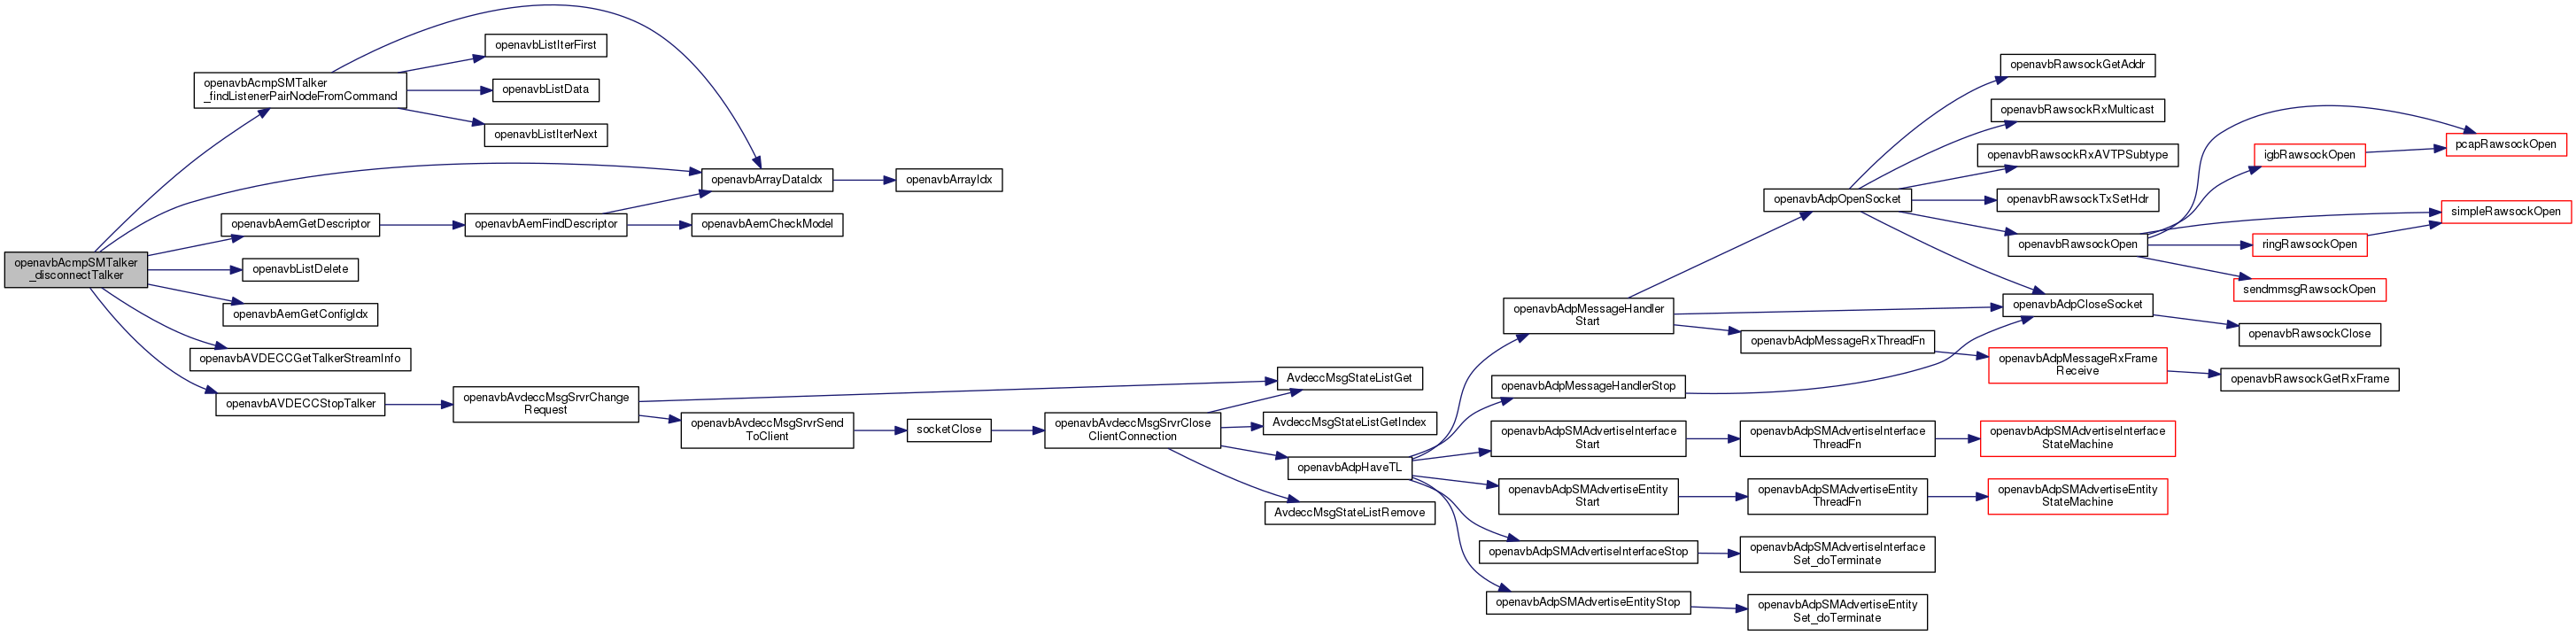 openavbAcmpSMTalker
_disconnectTalker
openavbAcmpSMTalker
_findListenerPairNodeFromCommand
openavbListIterFirst
openavbListData
openavbListIterNext
openavbArrayDataIdx
openavbArrayIdx
openavbAemGetDescriptor
openavbAemFindDescriptor
openavbAemCheckModel
openavbListDelete
openavbAemGetConfigIdx
openavbAVDECCGetTalkerStreamInfo
openavbAVDECCStopTalker
openavbAvdeccMsgSrvrChange
Request
AvdeccMsgStateListGet
openavbAvdeccMsgSrvrSend
ToClient
socketClose
openavbAvdeccMsgSrvrClose
ClientConnection
AvdeccMsgStateListGetIndex
openavbAdpHaveTL
AvdeccMsgStateListRemove
openavbAdpMessageHandler
Start
openavbAdpMessageHandlerStop
openavbAdpSMAdvertiseInterface
Start
openavbAdpSMAdvertiseEntity
Start
openavbAdpSMAdvertiseInterfaceStop
openavbAdpSMAdvertiseEntityStop
openavbAdpOpenSocket
openavbAdpMessageRxThreadFn
openavbAdpSMAdvertiseInterface
ThreadFn
openavbAdpSMAdvertiseEntity
ThreadFn
openavbAdpSMAdvertiseInterface
Set_doTerminate
openavbAdpSMAdvertiseEntity
Set_doTerminate
openavbRawsockGetAddr
openavbRawsockRxMulticast
openavbRawsockRxAVTPSubtype
openavbRawsockTxSetHdr
openavbRawsockOpen
openavbAdpCloseSocket
openavbAdpMessageRxFrame
Receive
openavbAdpSMAdvertiseInterface
StateMachine
openavbAdpSMAdvertiseEntity
StateMachine
igbRawsockOpen
ringRawsockOpen
sendmmsgRawsockOpen
openavbRawsockClose
openavbRawsockGetRxFrame
pcapRawsockOpen
simpleRawsockOpen